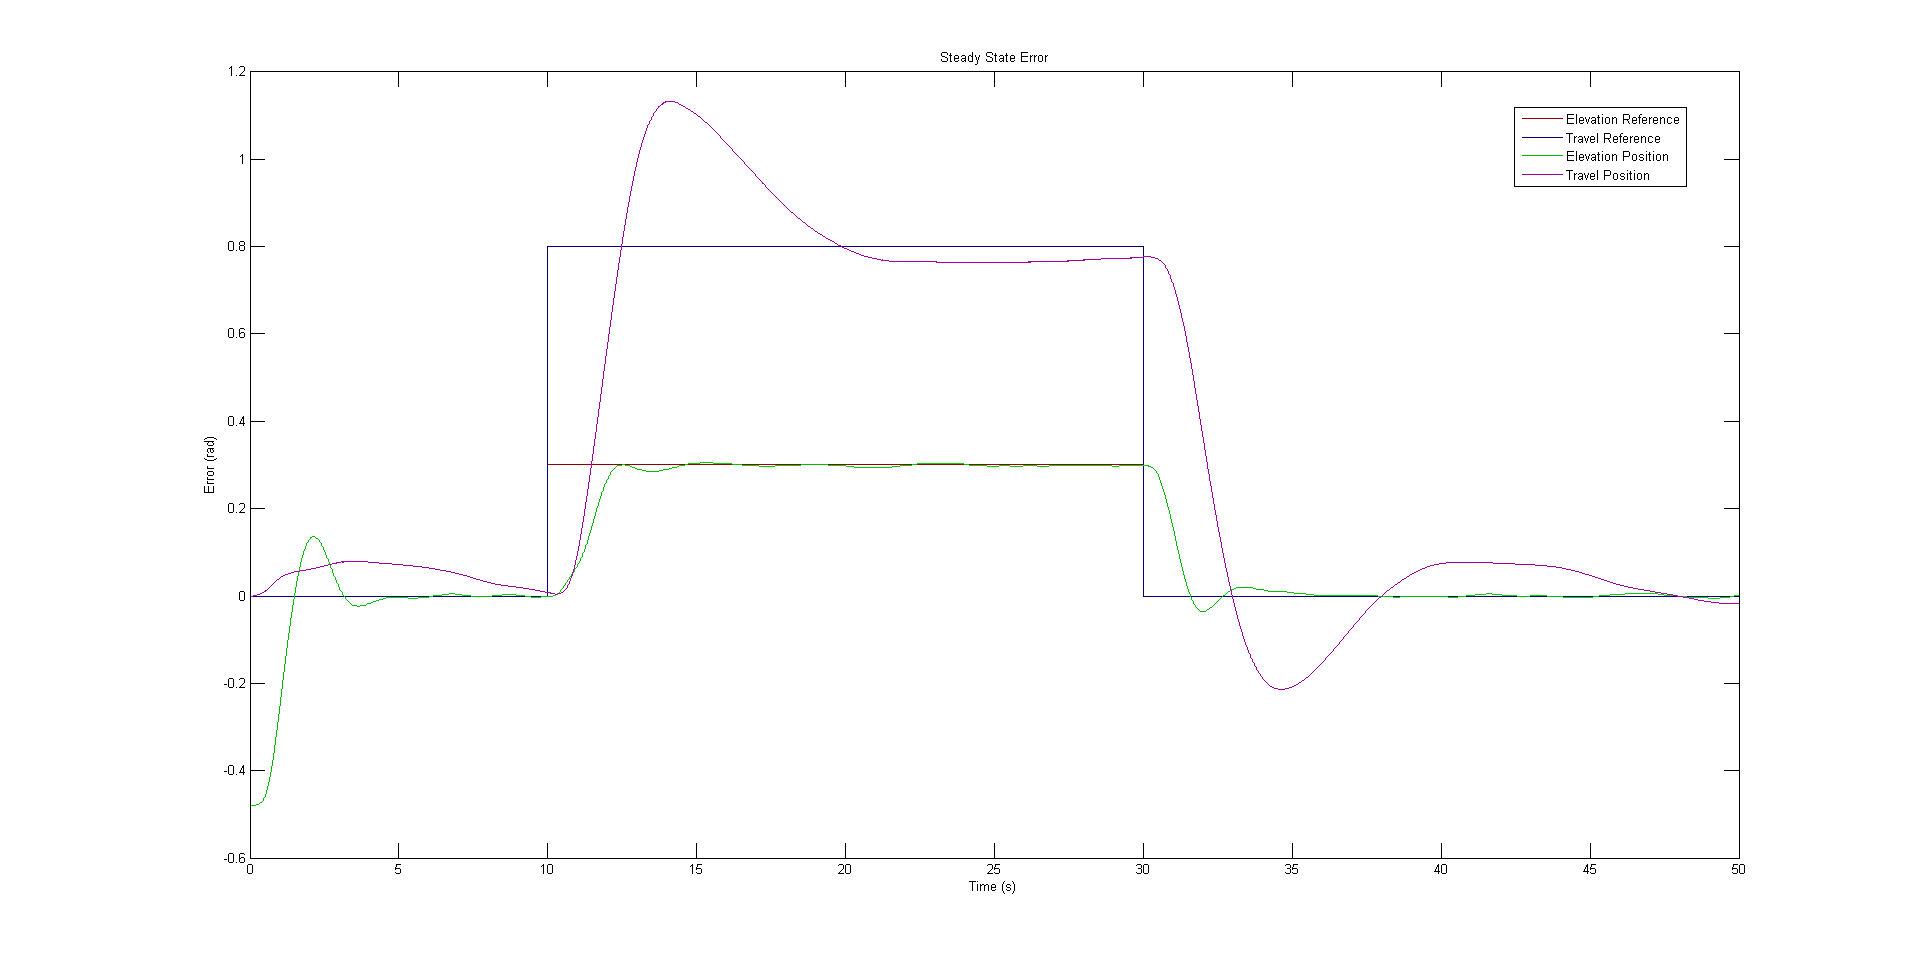 Steady State Error
1.2
1
0.8
0.6
0.4
0.2
0
-0.2
-0.4
-0.6
Error (rad)
Elevation Reference
Travel Reference
Elevation Position
Travel Position
0 5 10 15 20 25 30 35 40 45 50
Time (s)